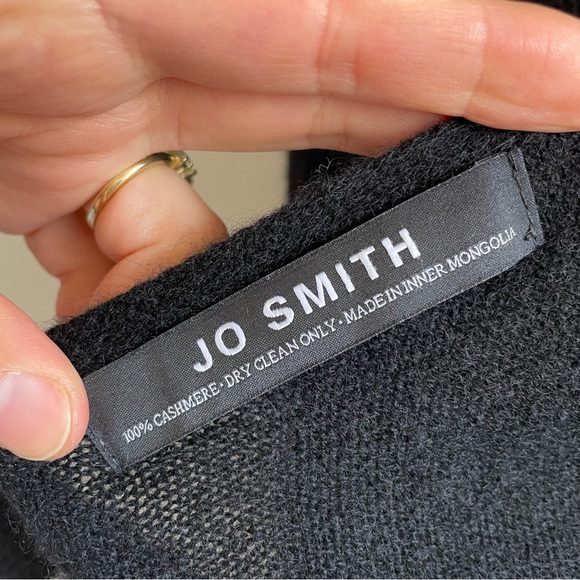 JO SMITH
100% CASHMERE · DRY CLEAN ONLY · MADE IN INNER MONGOLIA